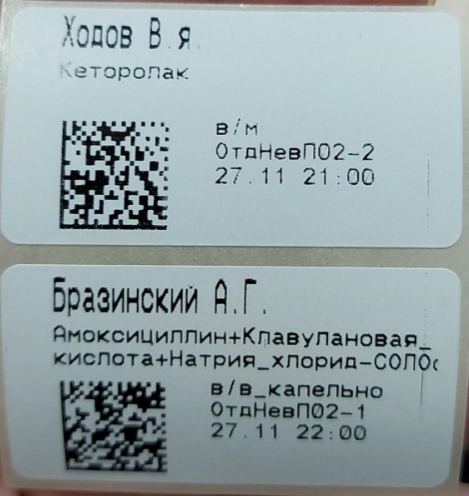 Ходов В.я.
Кеторолак
в/м
ОтдНевП02-2
27.11 21:00
Бразинский А.Г.
Амоксициллин+Клавулановая_
кислота+Натрия_хлорид-СОЛО
в/в_капельно
ОтдНевП02-1
27.11 22:00